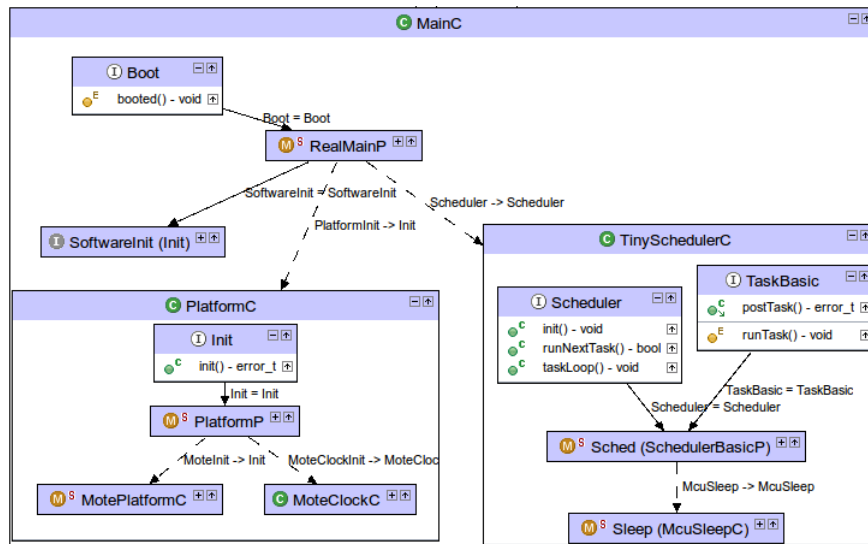 C MainC
I Boot
E booted() - void
Boot = Boot
M S RealMainP
SoftwareInit = SoftwareInit
Scheduler -> Scheduler
PlatformInit -> Init
I SoftwareInit (Init)
C TinySchedulerC
I TaskBasic
C postTask() - error_t
E runTask() - void
I Scheduler
C init() - void
C runNextTask() - bool
C taskLoop() - void
C PlatformC
I Init
C init() - error_t
Init = Init
TaskBasic = TaskBasic
Scheduler = Scheduler
M S PlatformP
M S Sched (SchedulerBasicP)
MoteInit -> Init
MoteClockInit -> MoteCloc
McuSleep -> McuSleep
M S MotePlatformC
C MoteClockC
M S Sleep (McuSleepC)